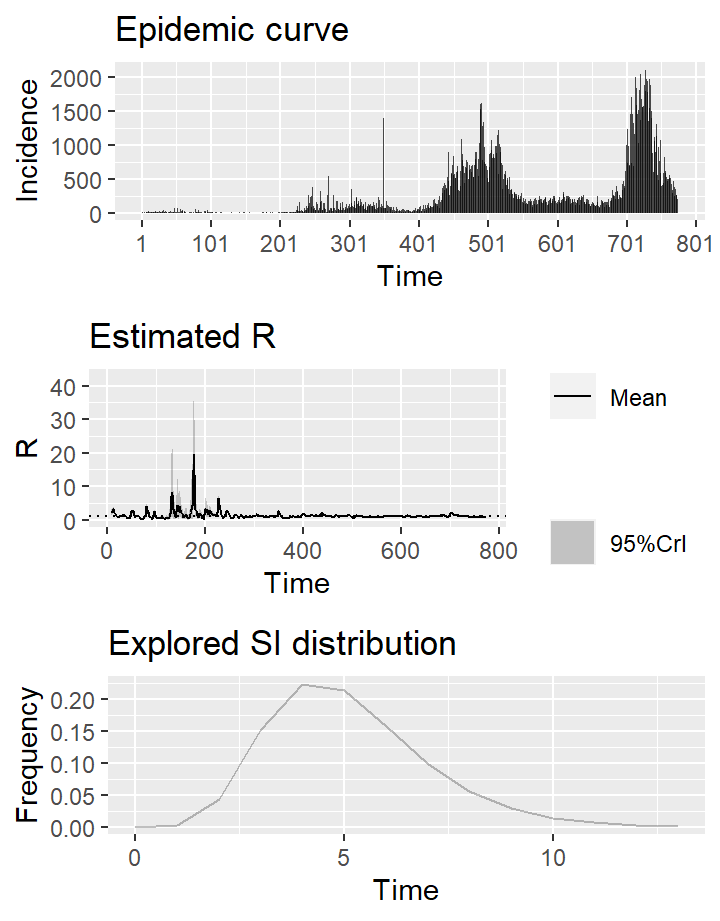 Epidemic curve
Incidence
2000
1500
1000
500
0
1 101 201 301 401 501 601 701 801
Time
Estimated R
R
40
30
20
10
0
0 200 400 600 800
Time
Mean
95%CrI
Explored SI distribution
Frequency
0.20
0.15
0.10
0.05
0.00
0 5 10
Time